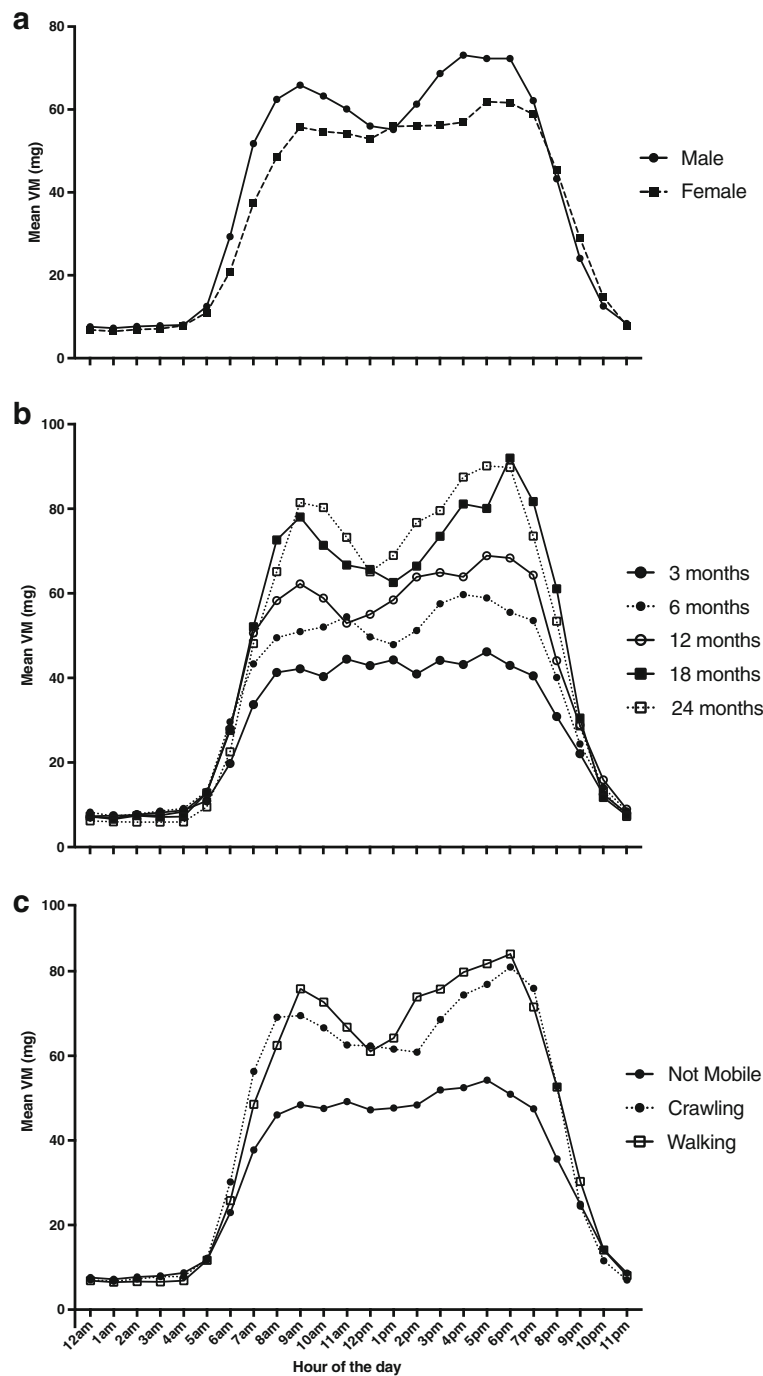 a
80
60
40
20
0
Mean VM (mg)
Male
Female
b
100
80
60
40
20
0
Mean VM (mg)
3 months
6 months
12 months
18 months
24 months
c
100
80
60
40
20
0
Mean VM (mg)
Not Mobile
Crawling
Walking
12am 1am 2am 3am 4am 5am 6am 7am 8am 9am 10am 11am 12pm 1pm 2pm 3pm 4pm 5pm 6pm 7pm 8pm 9pm 10pm 11pm
Hour of the day